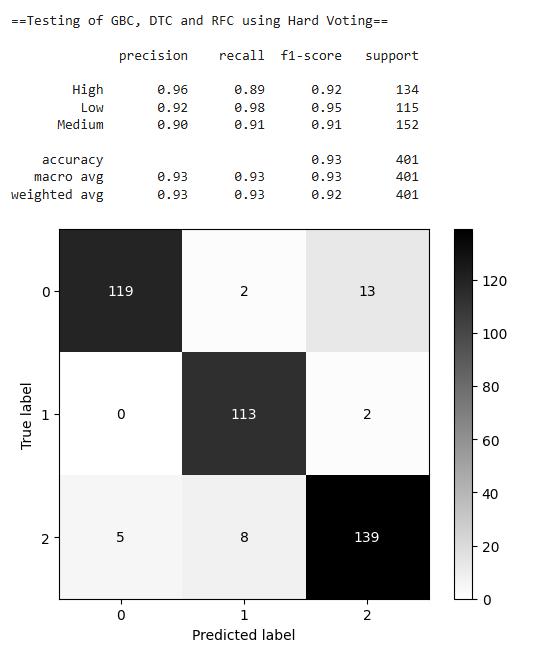 ==Testing of GBC, DTC and RFC using Hard Voting==
precision recall f1-score support
High 0.96 0.89 0.92 134
Low 0.92 0.98 0.95 115
Medium 0.90 0.91 0.91 152
accuracy 0.93 401
macro avg 0.93 0.93 0.93 401
weighted avg 0.93 0.93 0.92 401
0 119 2 13
1 0 113 2
2 5 8 139
0 1 2
Predicted label
True label
120
100
80
60
40
20
0